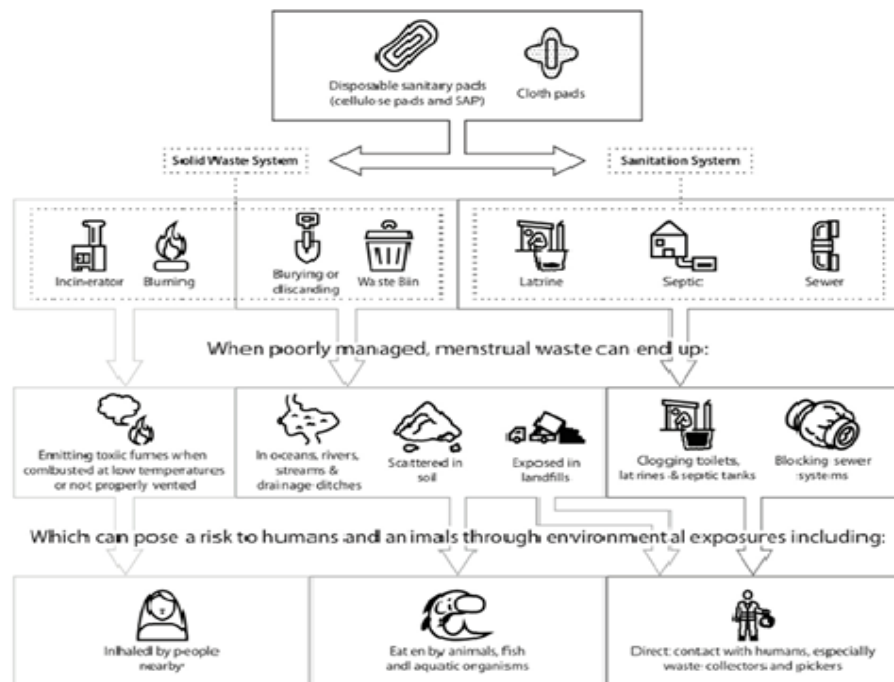 Disposable sanitary pads
(cellulose pads and SAP)
Cloth pads
Solid Waste System
Sanitation System
Incinerator
Burning
Burying or
discarding
Waste Bin
Latrine
Septic
Sewer
When poorly managed, menstrual waste can end up:
Emitting toxic fumes when
combusted at low temperatures
or not properly vented
In oceans, rivers,
streams &
drainage ditches
Scattered in
soil
Exposed in
landfills
Clogging toilets,
latrines & septic tanks
Blocking sewer
systems
Which can pose a risk to humans and animals through environmental exposures including:
Inhaled by people
nearby
Eaten by animals, fish
and aquatic organisms
Direct contact with humans, especially
waste collectors and pickers